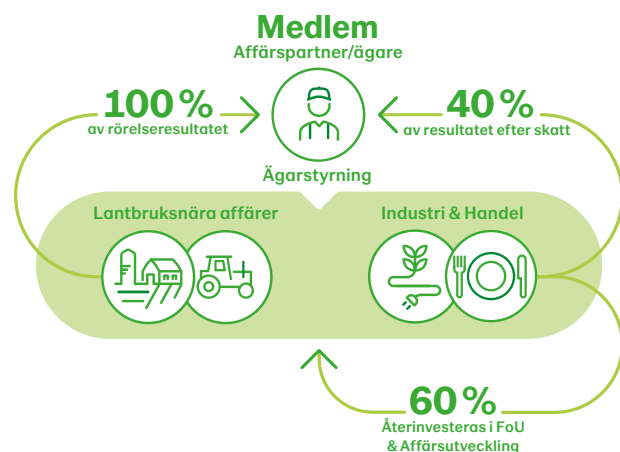 Medlem
Affärspartner/ägare
100 %
av rörelseresultatet
40 %
av resultatet efter skatt
Ägarstyrning
Lantbruksnära affärer
Industri & Handel
60 %
Återinvesteras i FoU
& Affärsutveckling